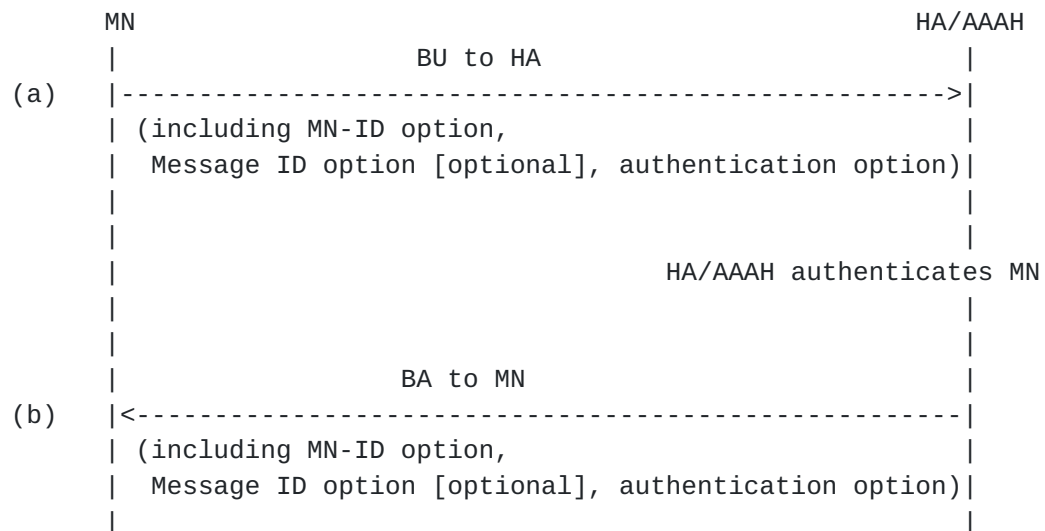 MN HA/AAAH
| BU to HA |
(a) |----------------------------------------------------->|
| (including MN-ID option, |
| Message ID option [optional], authentication option)|
| |
| |
| HA/AAAH authenticates MN
| |
| |
| BA to MN |
(b) |<-----------------------------------------------------|
| (including MN-ID option, |
| Message ID option [optional], authentication option)|
| |